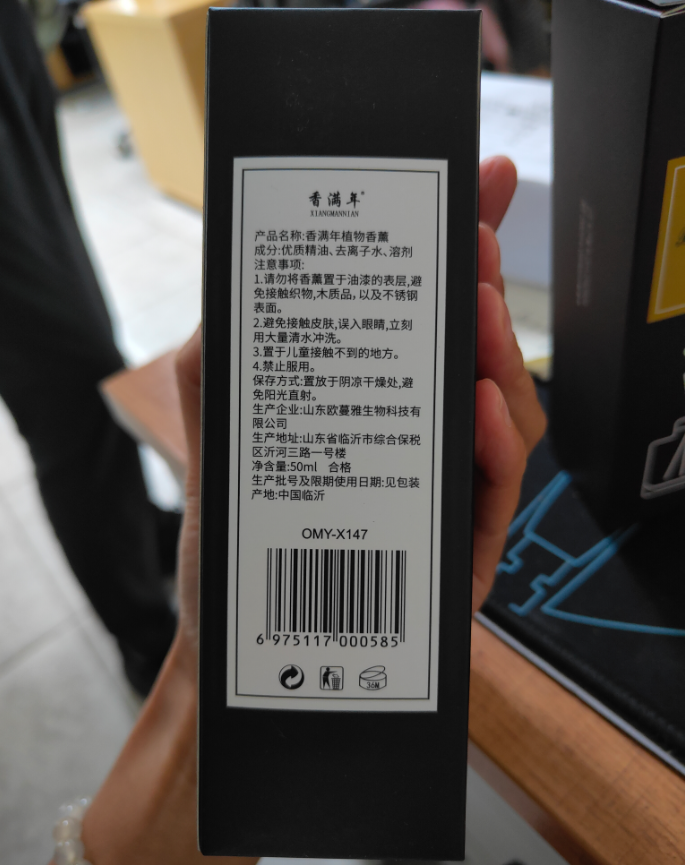 香满年®
XIANGMANNIAN
产品名称:香满年植物香薰
成分:优质精油、去离子水、溶剂
注意事项:
1.请勿将香薰置于油漆的表层,避
免接触织物,木质品, 以及不锈钢
表面。
2.避免接触皮肤,误入眼睛,立刻
用大量清水冲洗。
3.置于儿童接触不到的地方。
4.禁止服用。
保存方式:置放于阴凉干燥处,避
免阳光直射。
生产企业:山东欧蔓雅生物科技有
限公司
生产地址:山东省临沂市综合保税
区沂河三路一号楼
净含量:50ml 合格
生产批号及限期使用日期:见包装
产地:中国临沂
OMY-X147
6 975117 000585
36M